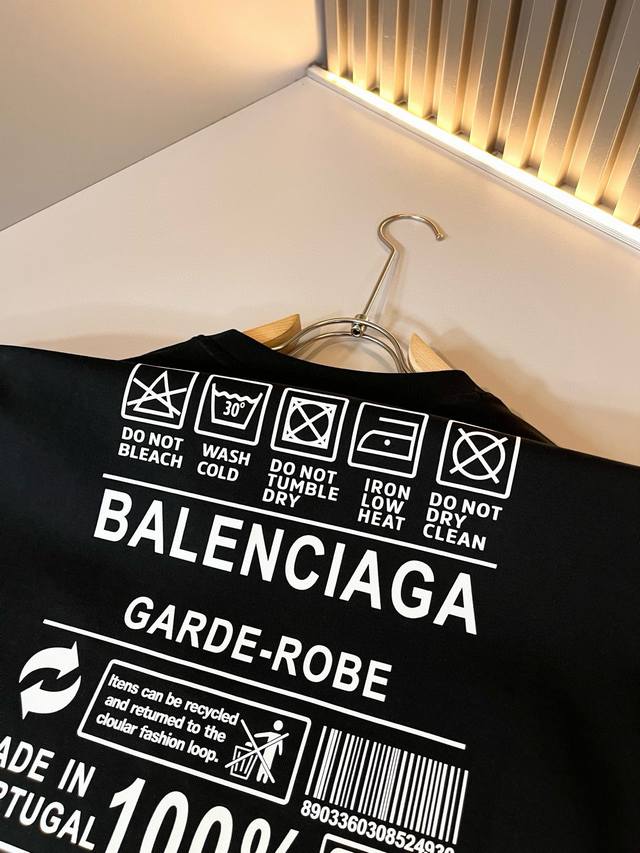 30°
DO NOT
BLEACH
WASH
COLD
DO NOT
TUMBLE
DRY
IRON
LOW
HEAT
DO NOT
DRY
CLEAN
BALENCIAGA
GARDE-ROBE
Itens can be recycled
and returned to the
cloular fashion loop.
8903360308524930
ADE IN
RTUGAL
100%